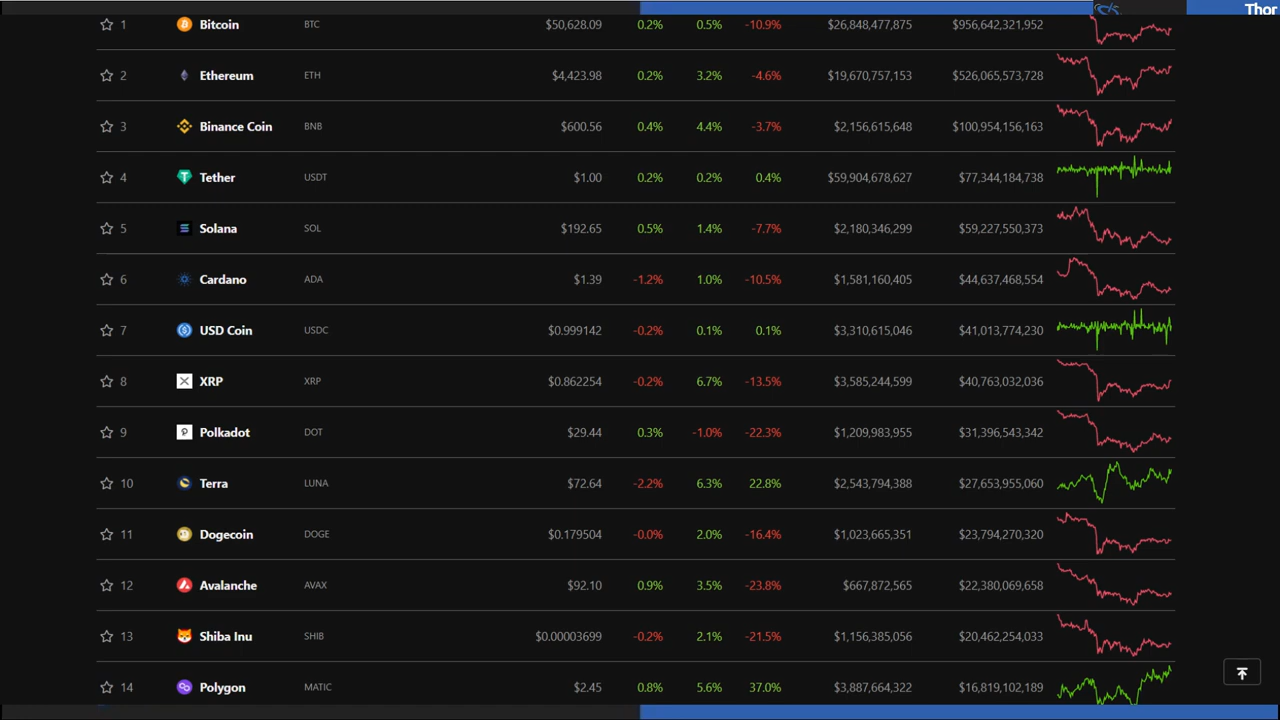 Thor
1 Bitcoin BTC $50,628.09 0.2% 0.5% -10.9% $26,848,477,875 $956,642,321,952
2 Ethereum ETH $4,423.98 0.2% 3.2% -4.6% $19,670,757,153 $526,065,573,728
3 Binance Coin BNB $600.56 0.4% 4.4% -3.7% $2,156,615,648 $100,954,156,163
4 Tether USDT $1.00 0.2% 0.2% 0.4% $59,904,678,627 $77,344,184,738
5 Solana SOL $192.65 0.5% 1.4% -7.7% $2,180,346,299 $59,227,550,373
6 Cardano ADA $1.39 -1.2% 1.0% -10.5% $1,581,160,405 $44,637,468,554
7 USD Coin USDC $0.999142 -0.2% 0.1% 0.1% $3,310,615,046 $41,013,774,230
8 XRP XRP $0.862254 -0.2% 6.7% -13.5% $3,585,244,599 $40,763,032,036
9 Polkadot DOT $29.44 0.3% -1.0% -22.3% $1,209,983,955 $31,396,543,342
10 Terra LUNA $72.64 -2.2% 6.3% 22.8% $2,543,794,388 $27,653,955,060
11 Dogecoin DOGE $0.179504 -0.0% 2.0% -16.4% $1,023,665,351 $23,794,270,320
12 Avalanche AVAX $92.10 0.9% 3.5% -23.8% $667,872,565 $22,380,069,658
13 Shiba Inu SHIB $0.00003699 -0.2% 2.1% -21.5% $1,156,385,056 $20,462,254,033
14 Polygon MATIC $2.45 0.8% 5.6% 37.0% $3,887,664,322 $16,819,102,189